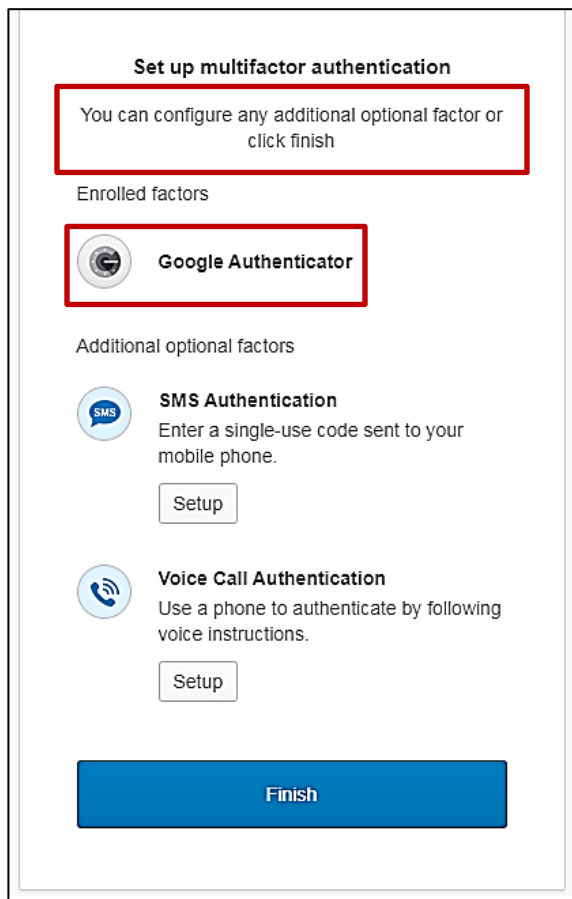 Set up multifactor authentication
You can configure any additional optional factor or
click finish
Enrolled factors
Google Authenticator
Additional optional factors
SMS
SMS Authentication
Enter a single-use code sent to your
mobile phone.
Setup
Voice Call Authentication
Use a phone to authenticate by following
voice instructions.
Setup
Finish